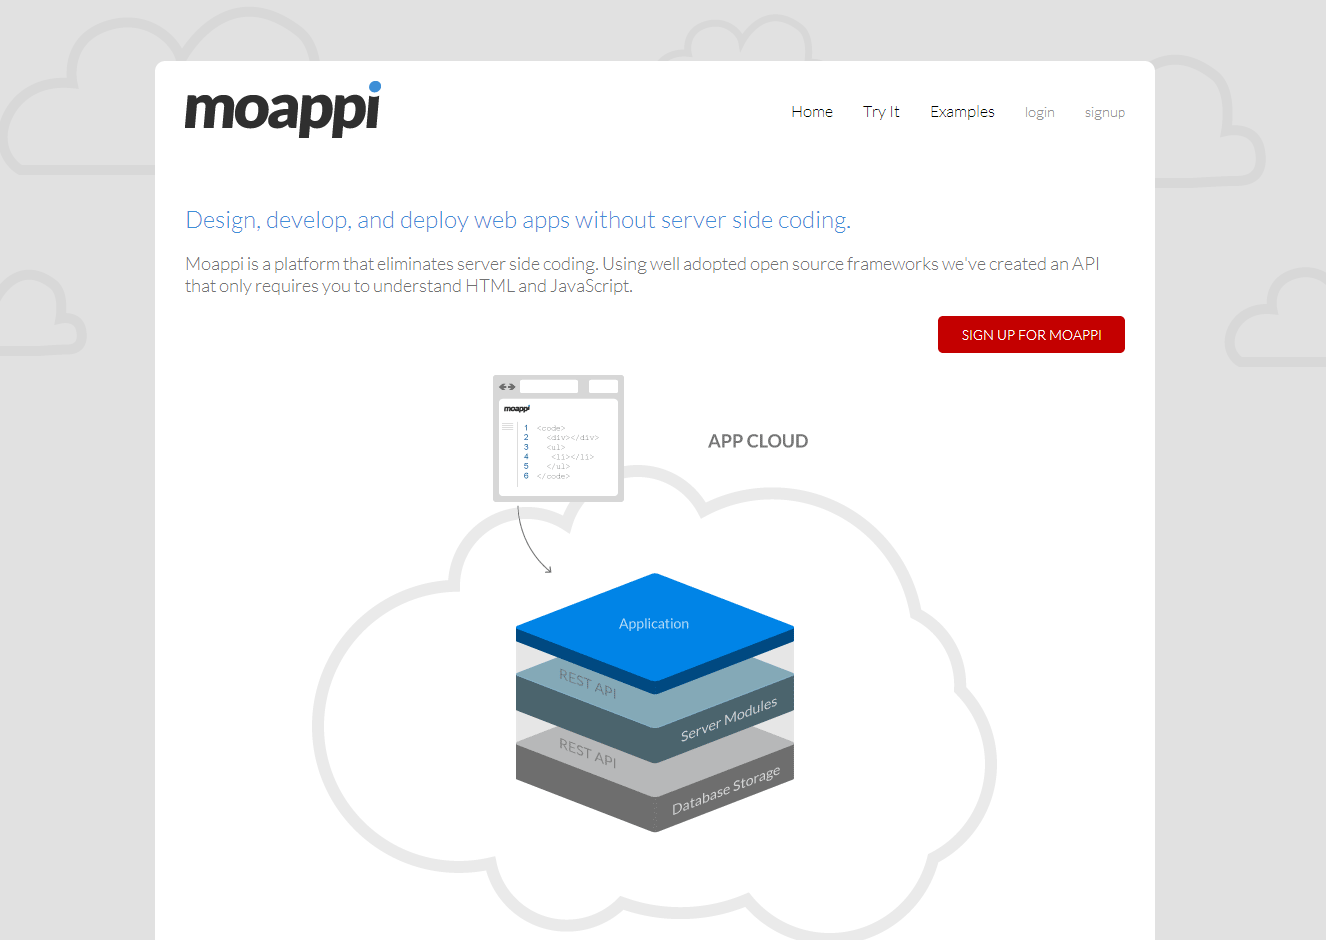 moappi
Home Try It Examples login signup
Design, develop, and deploy web apps without server side coding.
Moappi is a platform that eliminates server side coding. Using well adopted open source frameworks we've created an API
that only requires you to understand HTML and JavaScript.
SIGN UP FOR MOAPPI
moappi
1 <code>
2 <div></div>
3 <ul>
4 <li></li>
5 </ul>
6 </code>
APP CLOUD
Application
REST API
Server Modules
REST API
Database Storage